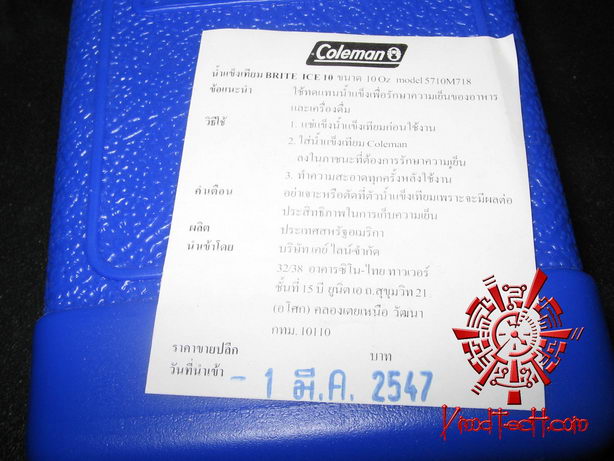 Coleman
น้ำแข็งเทียม BRITE ICE 10 ขนาด 10 Oz model 5710M718
ข้อแนะนำ ใช้ทดแทนน้ำแข็งเพื่อรักษาความเย็นของอาหาร
และเครื่องดื่ม
วิธีใช้ 1. แช่แข็งน้ำแข็งเทียมก่อนใช้งาน
2. ใส่น้ำแข็งเทียม Coleman
ลงในภาชนะที่ต้องการรักษาความเย็น
3. ทำความสะอาดทุกครั้งหลังใช้งาน
คำเตือน อย่าเจาะหรือตัดที่ตัวน้ำแข็งเทียมเพราะจะมีผลต่อ
ประสิทธิภาพในการเก็บความเย็น
ผลิต ประเทศสหรัฐอเมริกา
นำเข้าโดย บริษัท เคย์ ไลน์ จำกัด
32/38 อาคารซิโน-ไทย ทาวเวอร์
ชั้นที่ 15 บี ยูนิต เอ ถ.สุขุมวิท 21
(อโศก) คลองเตยเหนือ วัฒนา
กทม. 10110
ราคาขายปลีก บาท
วันที่นำเข้า - 1 มี.ค. 2547
VmodTech.com